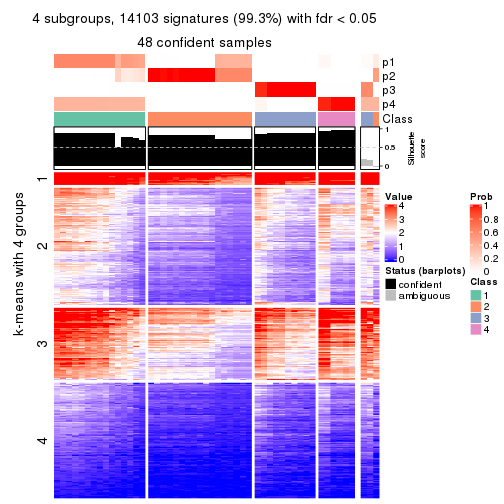 4 subgroups, 14103 signatures (99.3%) with fdr < 0.05
48 confident samples
p1
p2
p3
p4
Class
1
0.5
0
Silhouette
score
k-means with 4 groups
1
2
3
4
Value
4
3
2
1
0
Status (barplots)
confident
ambiguous
Prob
1
0.8
0.6
0.4
0.2
0
Class
1
2
3
4